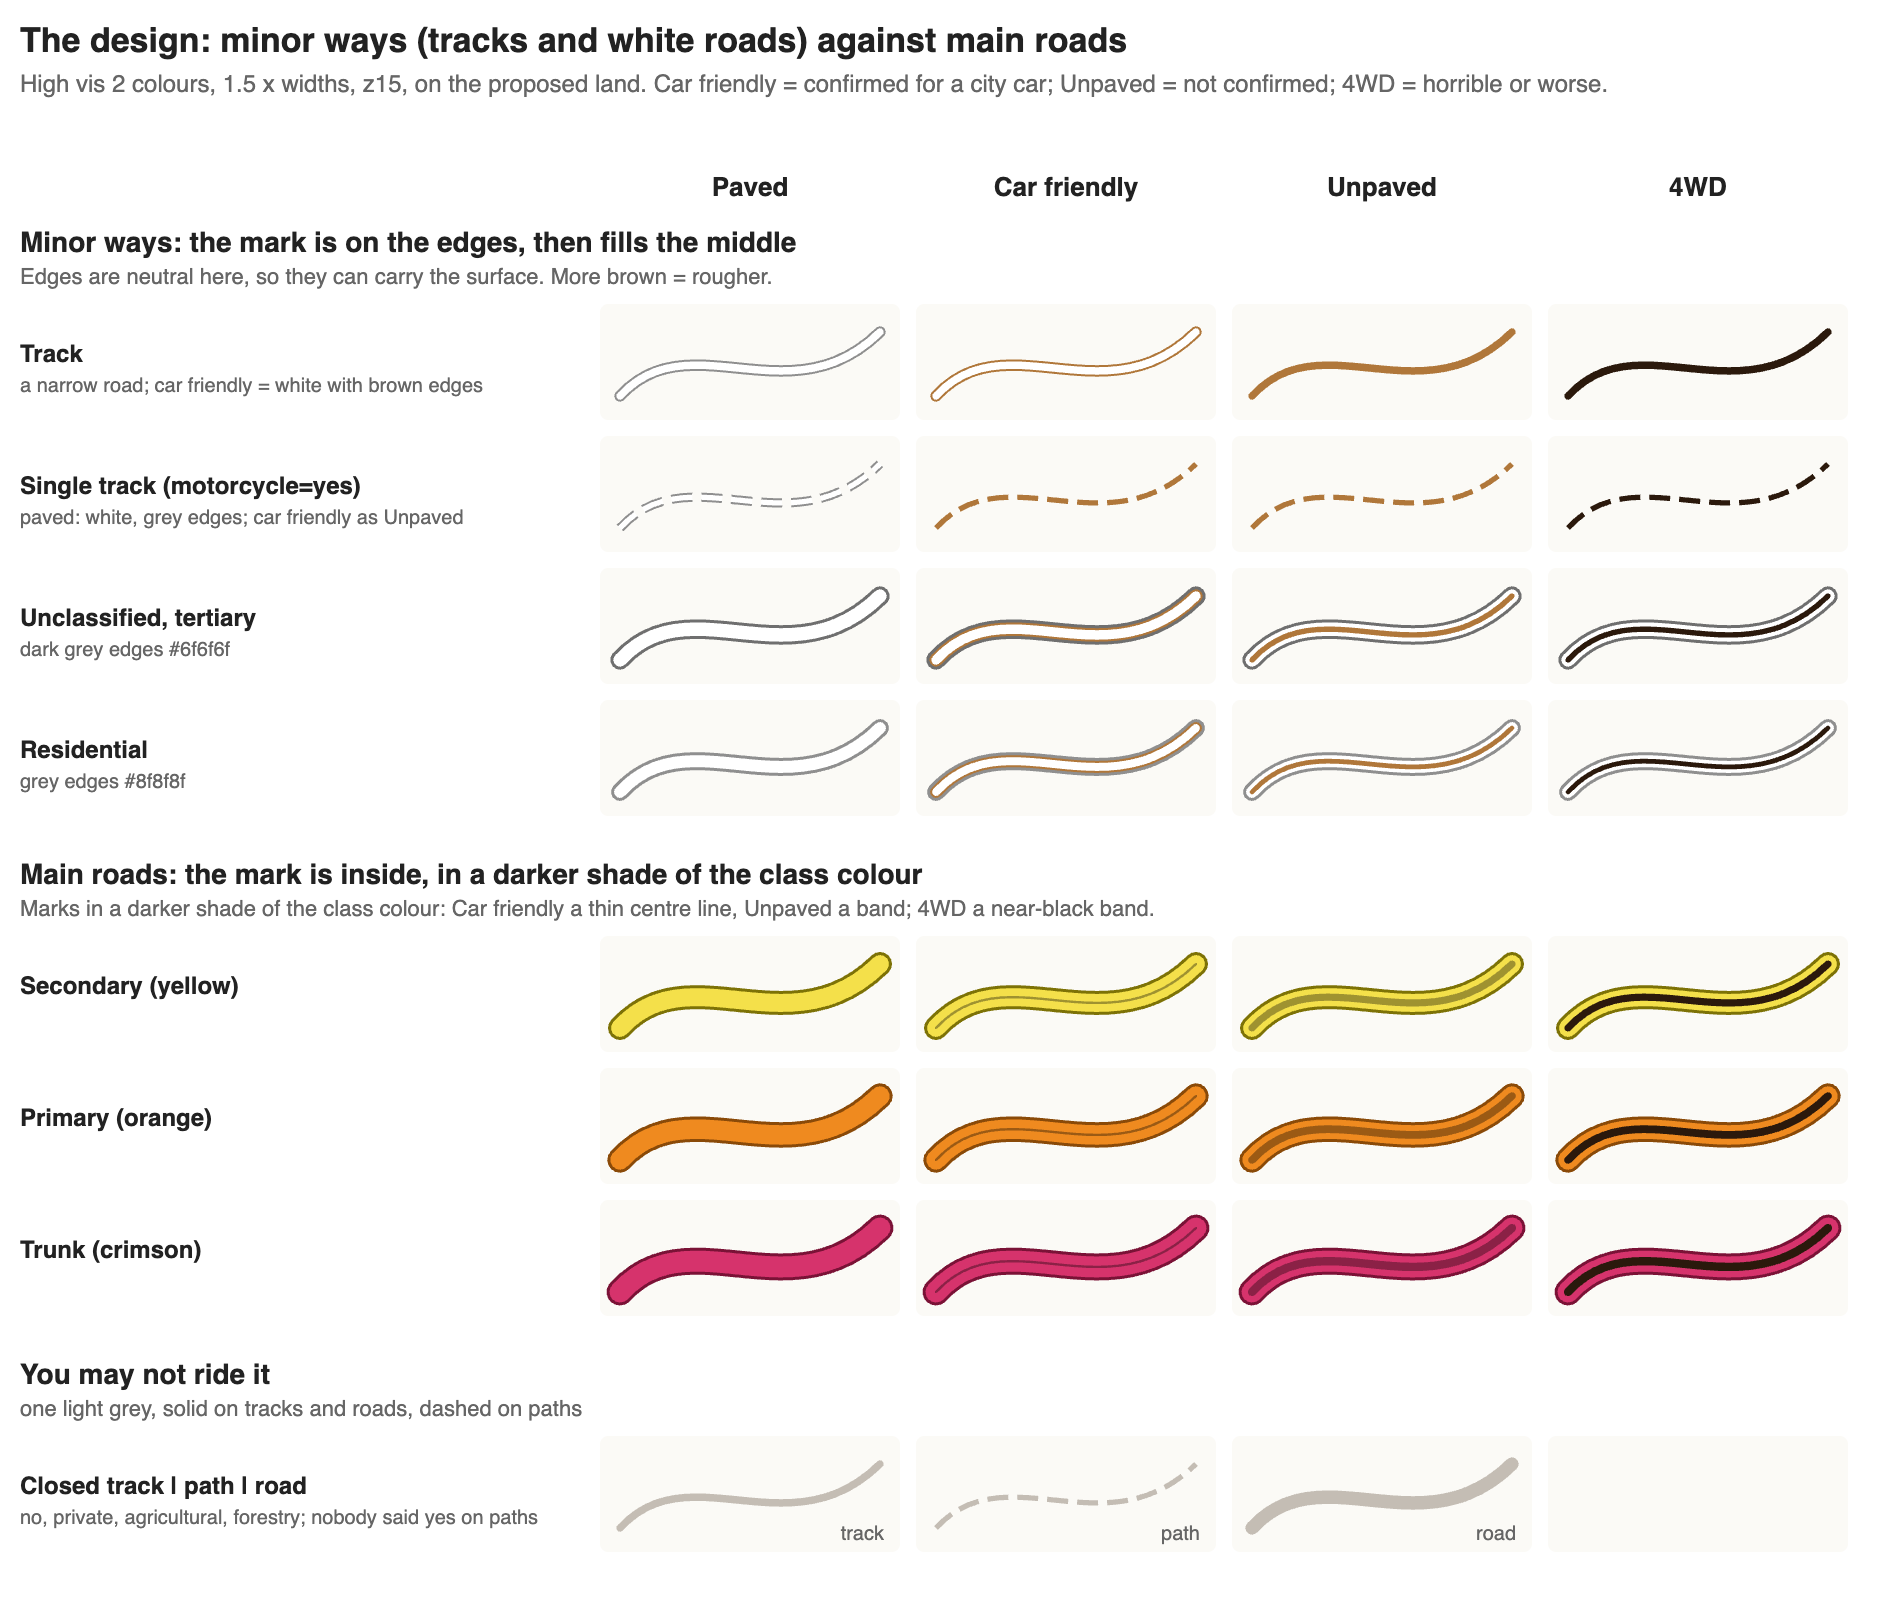 The design: minor ways (tracks and white roads) against main roads
High vis 2 colours, 1.5 x widths, z15, on the proposed land. Car friendly = confirmed for a city car; Unpaved = not confirmed; 4WD = horrible or worse.
Paved Car friendly Unpaved 4WD
Minor ways: the mark is on the edges, then fills the middle
Edges are neutral here, so they can carry the surface. More brown = rougher.
Track
a narrow road; car friendly = white with brown edges
Single track (motorcycle=yes)
paved: white, grey edges; car friendly as Unpaved
Unclassified, tertiary
dark grey edges #6f6f6f
Residential
grey edges #8f8f8f
Main roads: the mark is inside, in a darker shade of the class colour
Marks in a darker shade of the class colour: Car friendly a thin centre line, Unpaved a band; 4WD a near-black band.
Secondary (yellow)
Primary (orange)
Trunk (crimson)
You may not ride it
one light grey, solid on tracks and roads, dashed on paths
Closed track | path | road
no, private, agricultural, forestry; nobody said yes on paths
track path road